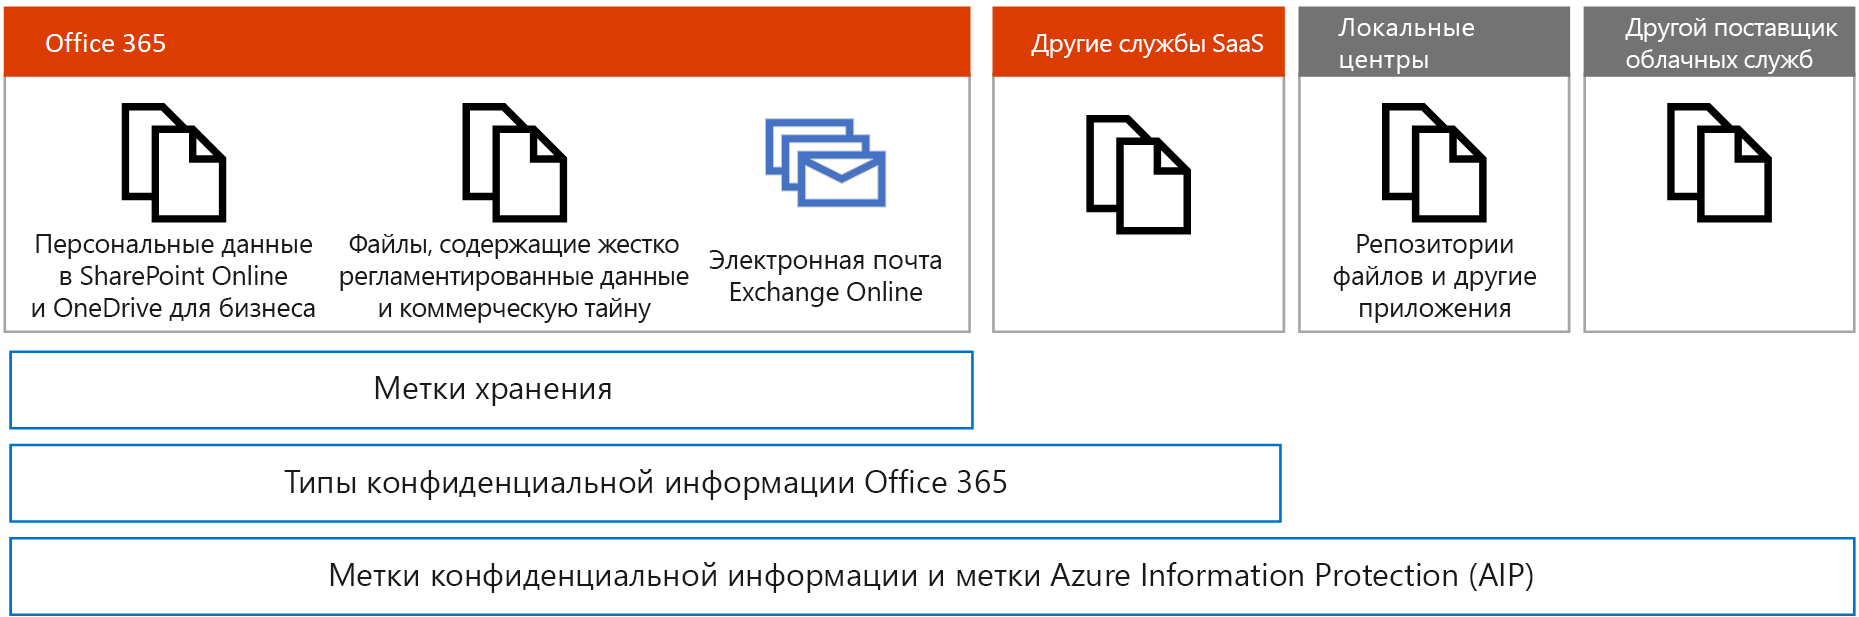 Office 365
Другие службы SaaS
Локальные
центры
Другой поставщик
облачных служб
Персональные данные
в SharePoint Online
и OneDrive для бизнеса
Файлы, содержащие жестко
регламентированные данные
и коммерческую тайну
Электронная почта
Exchange Online
Репозитории
файлов и другие
приложения
Метки хранения
Типы конфиденциальной информации Office 365
Метки конфиденциальной информации и метки Azure Information Protection (AIP)